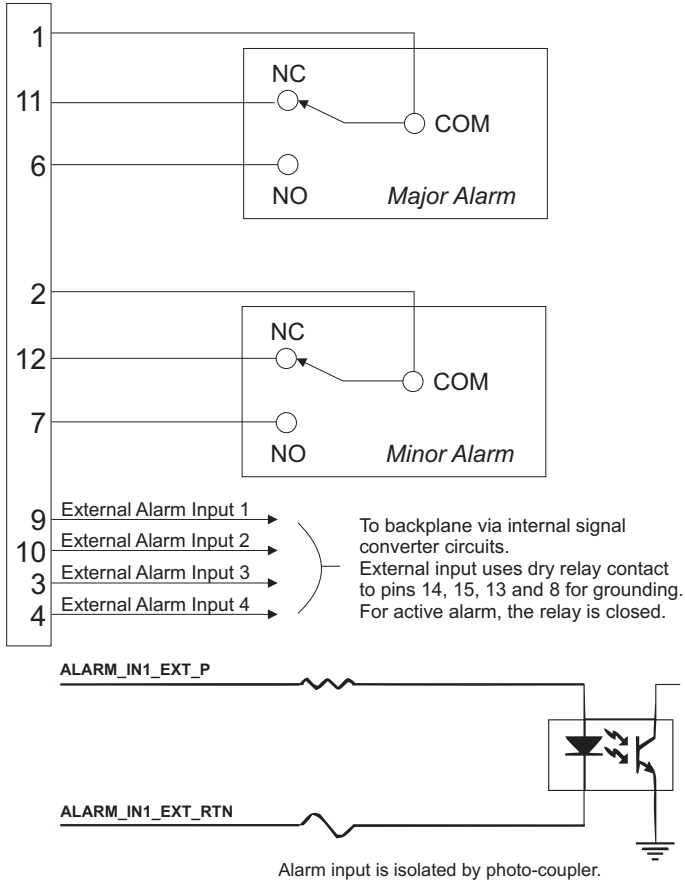 1
NC
11
COM
6
NO
Major Alarm
2
NC
12
COM
7
NO
Minor Alarm
9 External Alarm Input 1
10 External Alarm Input 2
3 External Alarm Input 3
4 External Alarm Input 4
To backplane via internal signal
converter circuits.
External input uses dry relay contact
to pins 14, 15, 13 and 8 for grounding.
For active alarm, the relay is closed.
ALARM_IN1_EXT_P
ALARM_IN1_EXT_RTN
Alarm input is isolated by photo-coupler.